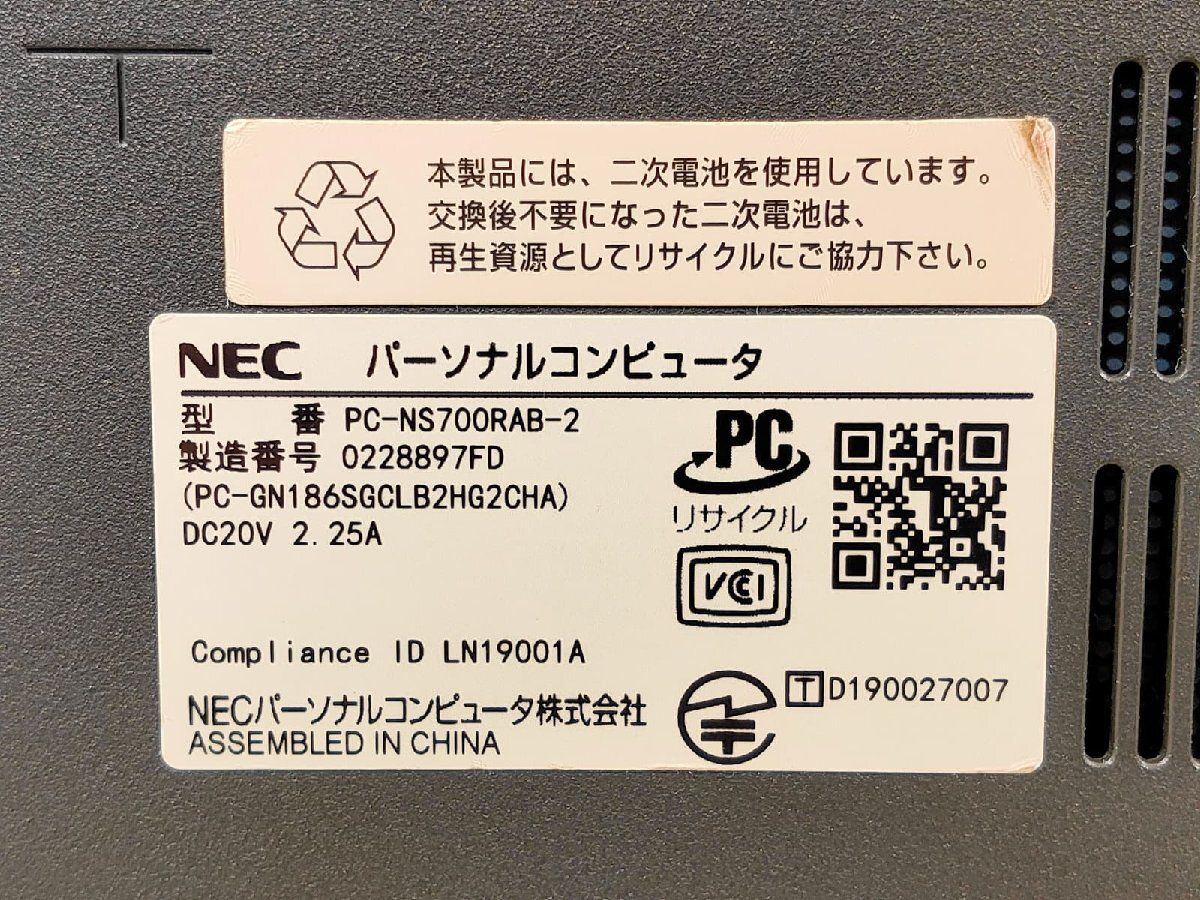 本製品には、二次電池を使用しています。
交換後不要になった二次電池は、
再生資源としてリサイクルにご協力下さい。
NEC パーソナルコンピュータ
型 番 PC-NS700RAB-2
製造番号 0228897FD
(PC-GN186SGCLB2HG2CHA)
DC20V 2.25A
PC
リサイクル
VCCI
Compliance ID LN19001A
T D190027007
NECパーソナルコンピュータ株式会社
ASSEMBLED IN CHINA